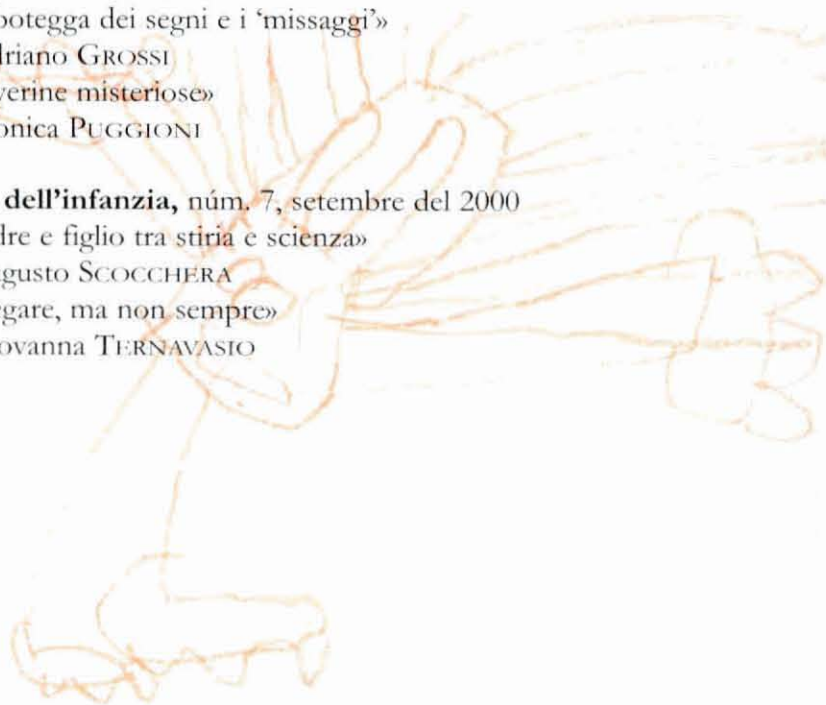 botegga dei segni e i ‘missaggi’»
driano GROSSI
verine misteriose»
onica PUGGIONI
dell’infanzia, núm. 7, setembre del 2000
dre e figlio tra stiria e scienza»
gusto SCOCCHERA
gare, ma non sempre»
ovanna TERNAVASIO